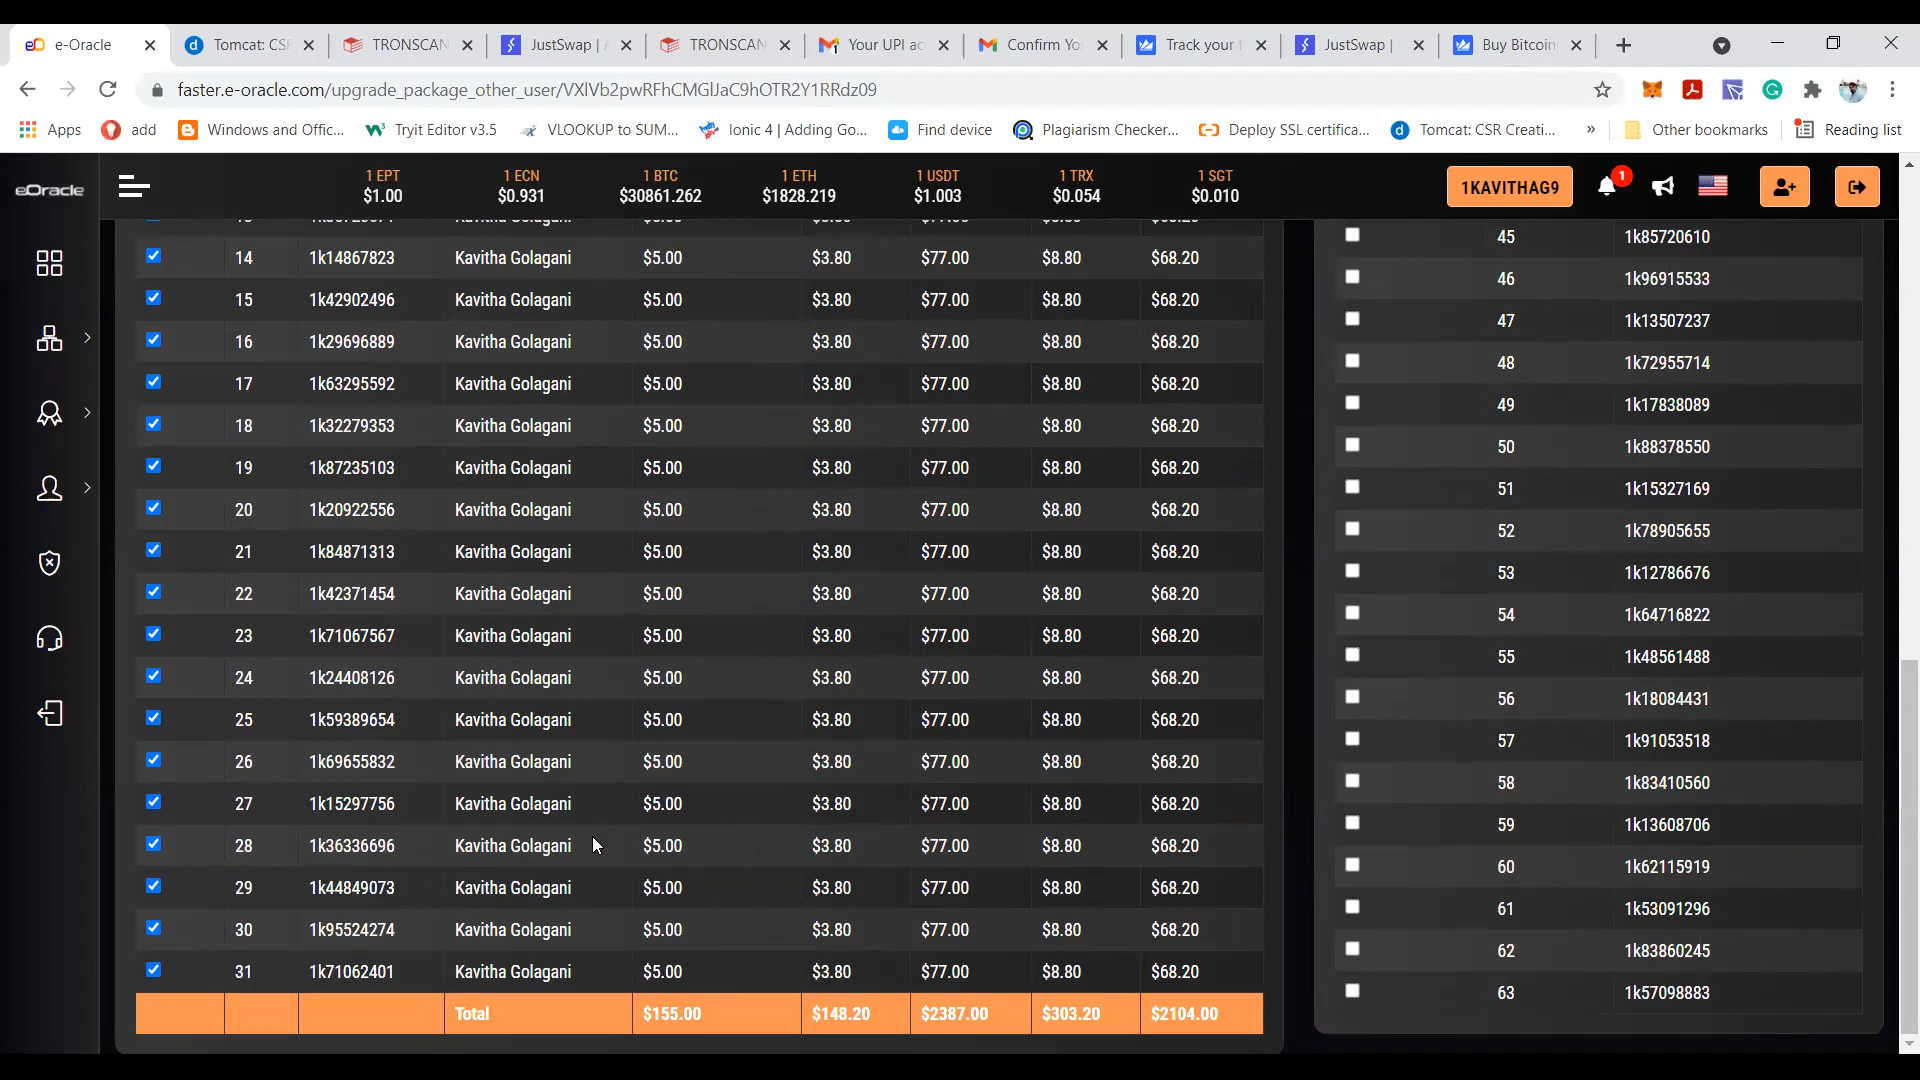 e-Oracle
Tomcat: CSR
TRONSCAN
JustSwap |
TRONSCAN
Your UPI ac
Confirm Yo
Track your
JustSwap |
Buy Bitcoin
faster.e-oracle.com/upgrade_package_other_user/VXlVb2pwRFhCMGlJaC9hOTR2Y1RRdz09
Apps
add
Windows and Offic...
Tryit Editor v3.5
VLOOKUP to SUM...
Ionic 4 | Adding Go...
Find device
Plagiarism Checker...
Deploy SSL certifica...
Tomcat: CSR Creati...
»
Other bookmarks
Reading list
eOracle
1 EPT
$1.00
1 ECN
$0.931
1 BTC
$30861.262
1 ETH
$1828.219
1 USDT
$1.003
1 TRX
$0.054
1 SGT
$0.010
1KAVITHAG9
1
14 1k14867823 Kavitha Golagani $5.00 $3.80 $77.00 $8.80 $68.20
15 1k42902496 Kavitha Golagani $5.00 $3.80 $77.00 $8.80 $68.20
16 1k29696889 Kavitha Golagani $5.00 $3.80 $77.00 $8.80 $68.20
17 1k63295592 Kavitha Golagani $5.00 $3.80 $77.00 $8.80 $68.20
18 1k32279353 Kavitha Golagani $5.00 $3.80 $77.00 $8.80 $68.20
19 1k87235103 Kavitha Golagani $5.00 $3.80 $77.00 $8.80 $68.20
20 1k20922556 Kavitha Golagani $5.00 $3.80 $77.00 $8.80 $68.20
21 1k84871313 Kavitha Golagani $5.00 $3.80 $77.00 $8.80 $68.20
22 1k42371454 Kavitha Golagani $5.00 $3.80 $77.00 $8.80 $68.20
23 1k71067567 Kavitha Golagani $5.00 $3.80 $77.00 $8.80 $68.20
24 1k24408126 Kavitha Golagani $5.00 $3.80 $77.00 $8.80 $68.20
25 1k59389654 Kavitha Golagani $5.00 $3.80 $77.00 $8.80 $68.20
26 1k69655832 Kavitha Golagani $5.00 $3.80 $77.00 $8.80 $68.20
27 1k15297756 Kavitha Golagani $5.00 $3.80 $77.00 $8.80 $68.20
28 1k36336696 Kavitha Golagani $5.00 $3.80 $77.00 $8.80 $68.20
29 1k44849073 Kavitha Golagani $5.00 $3.80 $77.00 $8.80 $68.20
30 1k95524274 Kavitha Golagani $5.00 $3.80 $77.00 $8.80 $68.20
31 1k71062401 Kavitha Golagani $5.00 $3.80 $77.00 $8.80 $68.20
Total $155.00 $148.20 $2387.00 $303.20 $2104.00
45 1k85720610
46 1k96915533
47 1k13507237
48 1k72955714
49 1k17838089
50 1k88378550
51 1k15327169
52 1k78905655
53 1k12786676
54 1k64716822
55 1k48561488
56 1k18084431
57 1k91053518
58 1k83410560
59 1k13608706
60 1k62115919
61 1k53091296
62 1k83860245
63 1k57098883